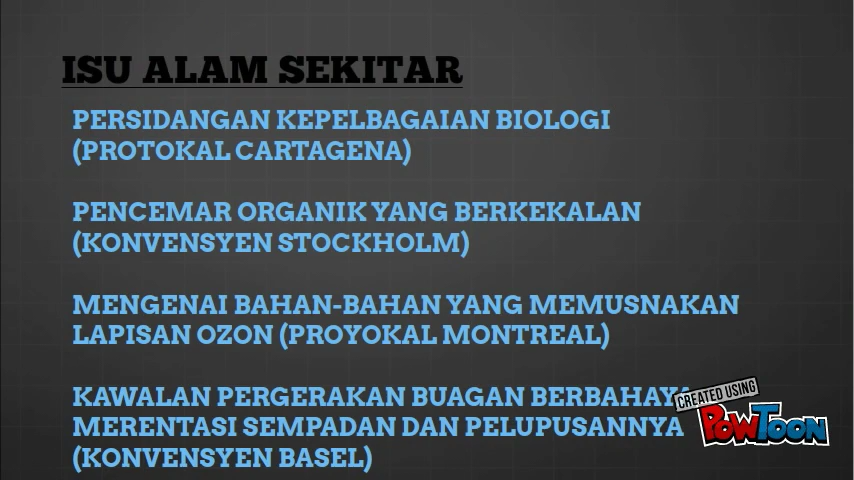 ISU ALAM SEKITAR
PERSIDANGAN KEPELBAGAIAN BIOLOGI
(PROTOKAL CARTAGENA)
PENCEMAR ORGANIK YANG BERKEKALAN
(KONVENSYEN STOCKHOLM)
MENGENAI BAHAN-BAHAN YANG MEMUSNAKAN
LAPISAN OZON (PROYOKAL MONTREAL)
KAWALAN PERGERAKAN BUAGAN BERBAHAYA
MERENTASI SEMPADAN DAN PELUPUSANNYA
(KONVENSYEN BASEL)
CREATED USING
POWTOON